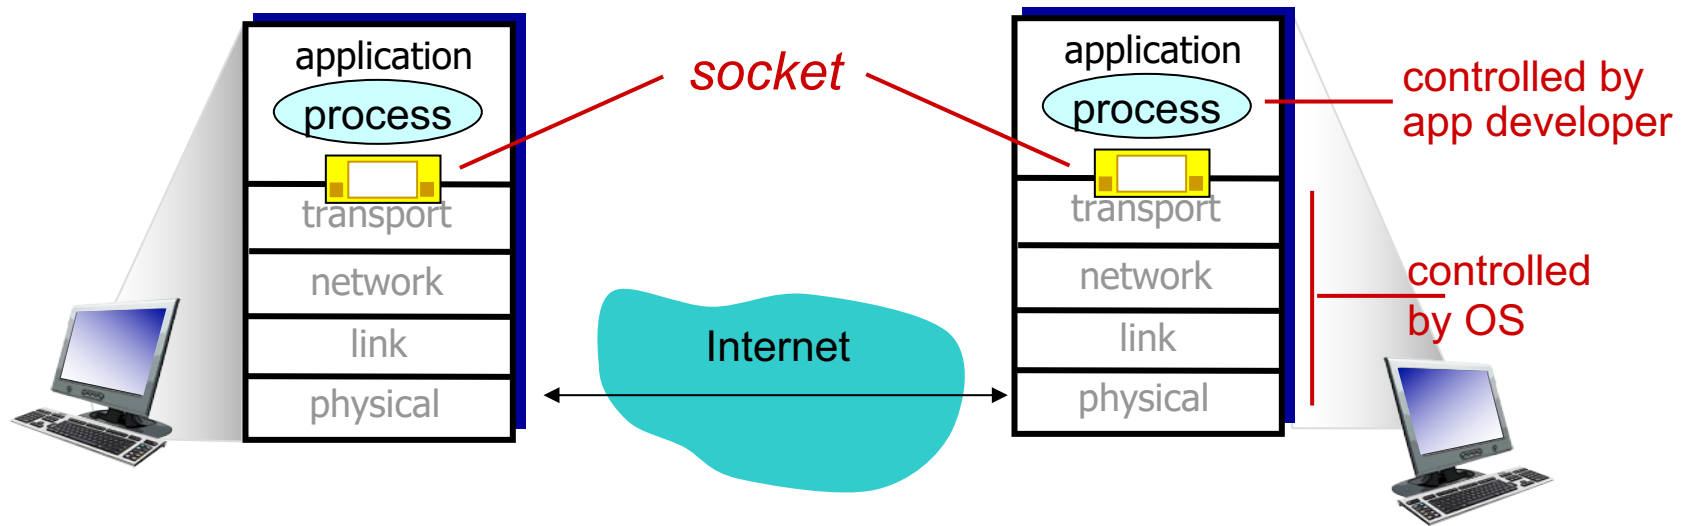 application
process
transport
network
link
physical
socket
Internet
application
process
transport
network
link
physical
controlled by
app developer
controlled
by OS